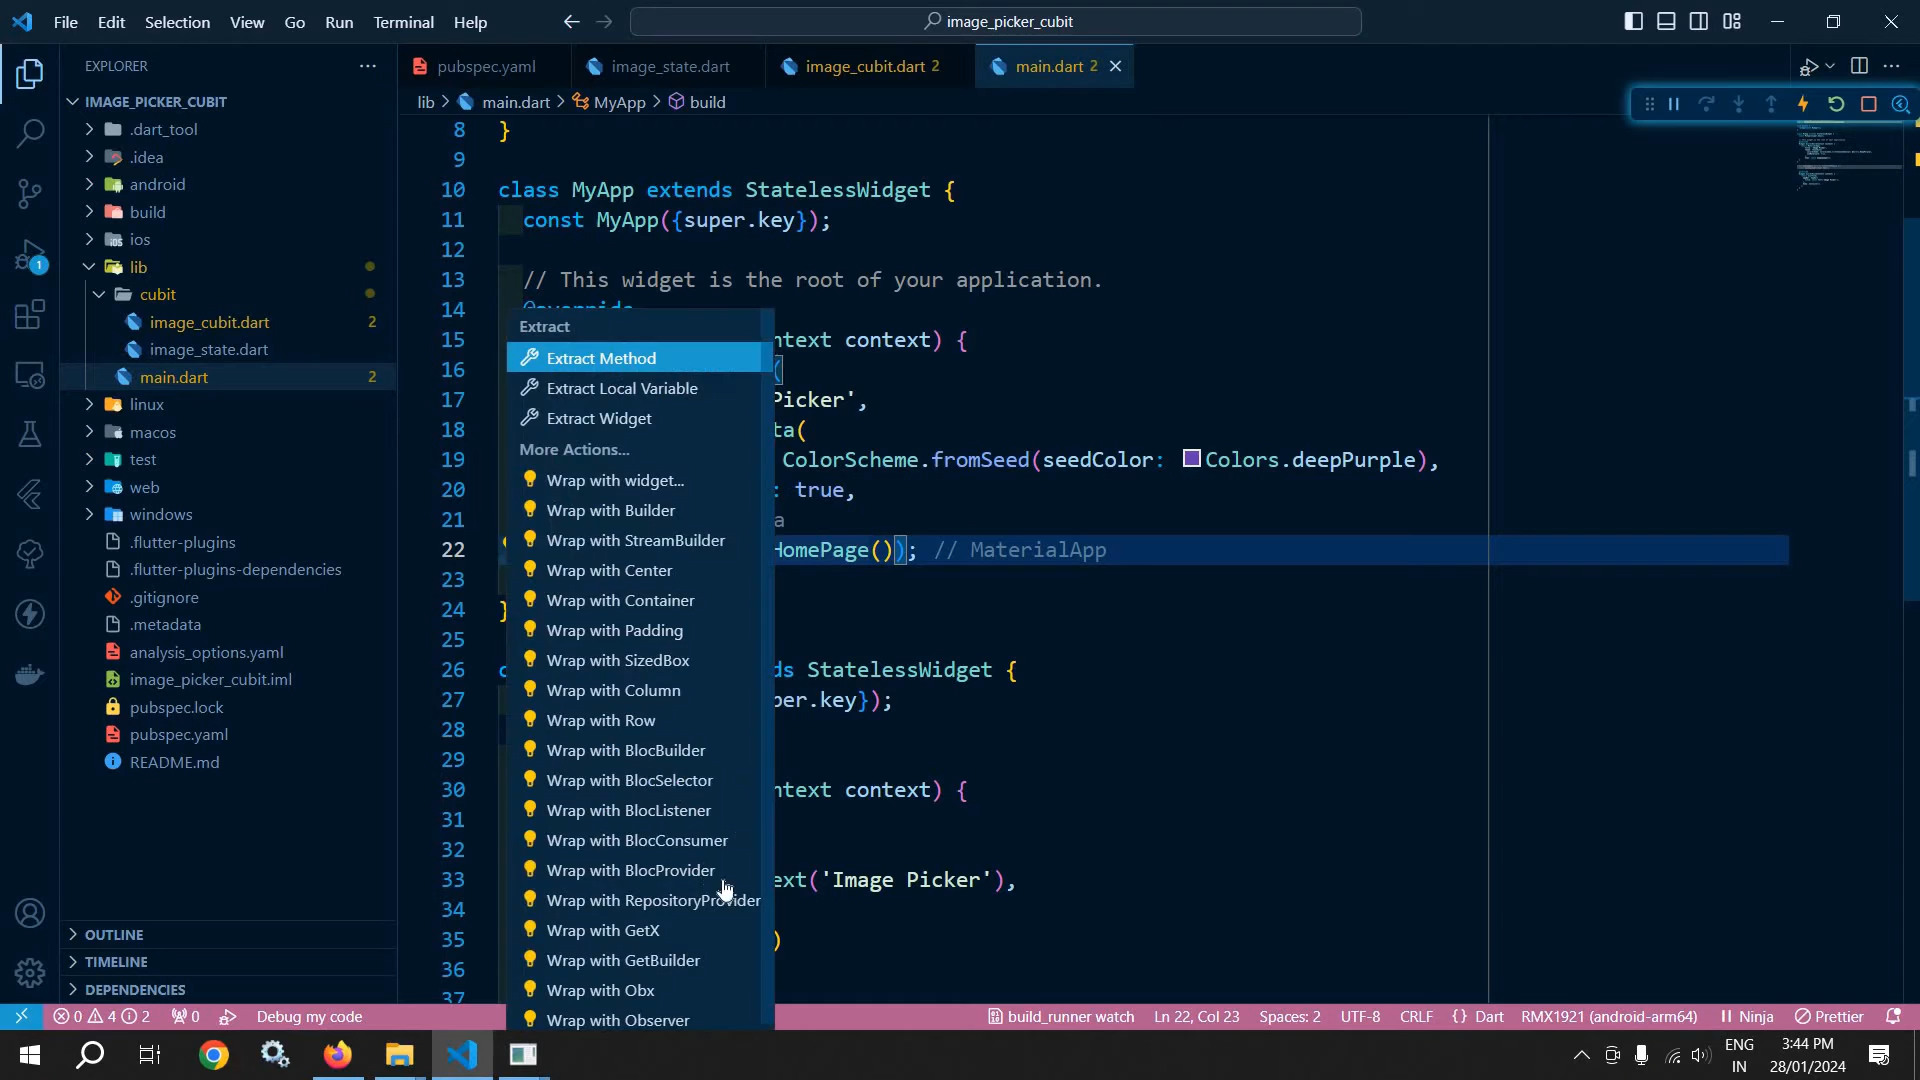 File Edit Selection View Go Run Terminal Help
image_picker_cubit
EXPLORER
IMAGE_PICKER_CUBIT
.dart_tool
.idea
android
build
ios
lib
cubit
image_cubit.dart 2
image_state.dart
main.dart 2
linux
macos
test
web
windows
.flutter-plugins
.flutter-plugins-dependencies
.gitignore
.metadata
analysis_options.yaml
image_picker_cubit.iml
pubspec.lock
pubspec.yaml
README.md
OUTLINE
TIMELINE
DEPENDENCIES
1
pubspec.yaml image_state.dart image_cubit.dart 2 main.dart 2
lib > main.dart > MyApp > build
8 }
9
10 class MyApp extends StatelessWidget {
11 const MyApp({super.key});
12
13 // This widget is the root of your application.
14 @override
15 ntext context) {
16 (
17 Picker',
18 ta(
19 ColorScheme.fromSeed(seedColor: Colors.deepPurple),
20 : true,
21 a
22 HomePage()); // MaterialApp
23
24 }
25
26 c ds StatelessWidget {
27 per.key});
28
29
30 ntext context) {
31
32
33 ext('Image Picker'),
34
35 )
36
37
Extract
Extract Method
Extract Local Variable
Extract Widget
More Actions...
Wrap with widget...
Wrap with Builder
Wrap with StreamBuilder
Wrap with Center
Wrap with Container
Wrap with Padding
Wrap with SizedBox
Wrap with Column
Wrap with Row
Wrap with BlocBuilder
Wrap with BlocSelector
Wrap with BlocListener
Wrap with BlocConsumer
Wrap with BlocProvider
Wrap with RepositoryProvider
Wrap with GetX
Wrap with GetBuilder
Wrap with Obx
Wrap with Observer
0 4 2 0 Debug my code build_runner watch Ln 22, Col 23 Spaces: 2 UTF-8 CRLF {} Dart RMX1921 (android-arm64) Ninja Prettier
ENG
IN
3:44 PM
28/01/2024